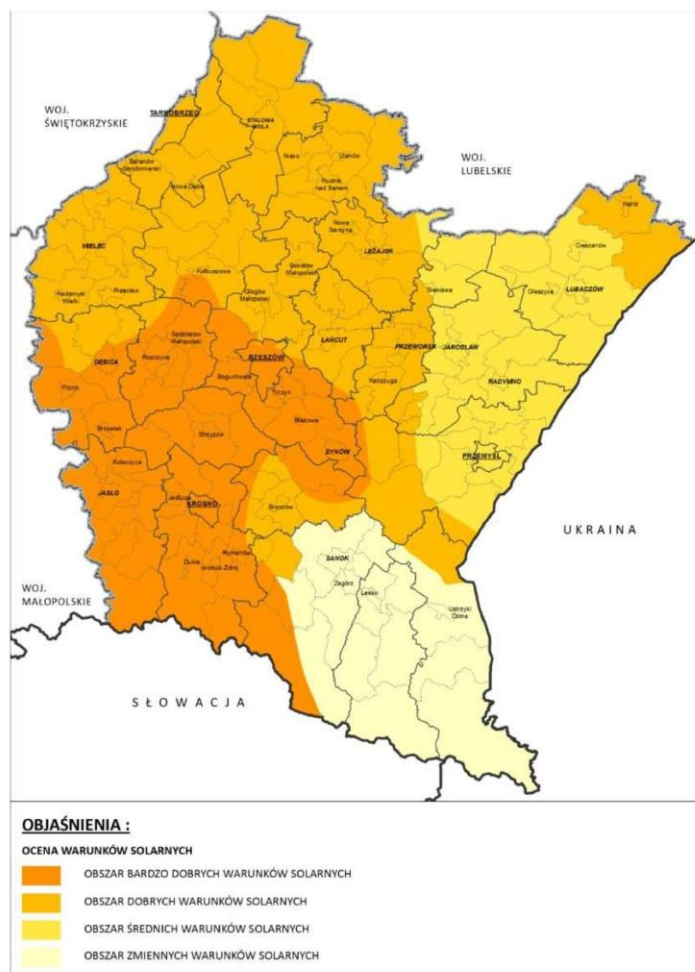 WOJ.
ŚWIĘTOKRZYSKIE
TARNOBRZEG
STALOWA
WOLA
WOJ.
LUBELSKIE
Baranów
Sandomierski
Nisko
Ulanów
Rudnik
nad Sanem
Nowa Dęba
Narol
Nowa
Sarzyna
Cieszanów
MIELEC
LEŻAJSK
Kolbuszowa
Sokołów
Małopolski
Sieniawa
Oleszyce
LUBACZÓW
Radomyśl
Wielki
Przecław
Głogów
Małopolski
Sędziszów
Małopolski
ŁAŃCUT
PRZEWORSK
JAROSŁAW
DĘBICA
Ropczyce
RZESZÓW
Boguchwała
Kańczuga
RADYMNO
Pilzno
Tyczyn
Błażowa
Brzostek
Strzyżów
DYNÓW
PRZEMYŚL
Kołaczyce
JASŁO
Jedlicze
KROSNO
Brzozów
UKRAINA
Rymanów
Dukla
Iwonicz-Zdrój
SANOK
Zagórz
Lesko
Ustrzyki
Dolne
WOJ.
MAŁOPOLSKIE
SŁOWACJA
OBJAŚNIENIA :
OCENA WARUNKÓW SOLARNYCH
OBSZAR BARDZO DOBRYCH WARUNKÓW SOLARNYCH
OBSZAR DOBRYCH WARUNKÓW SOLARNYCH
OBSZAR ŚREDNICH WARUNKÓW SOLARNYCH
OBSZAR ZMIENNYCH WARUNKÓW SOLARNYCH